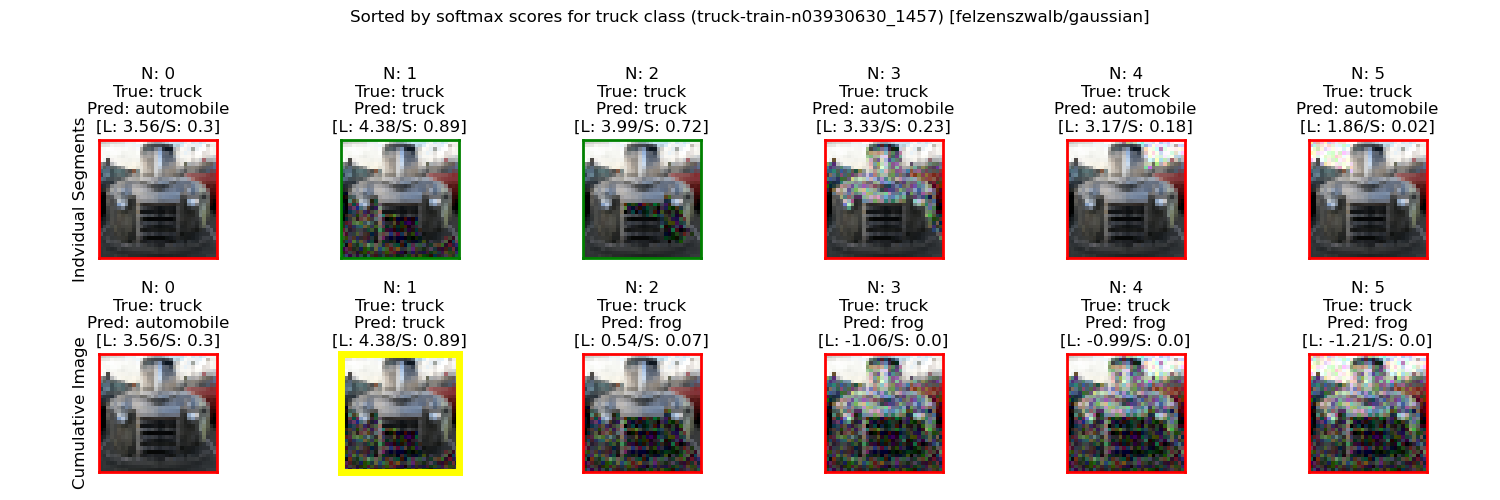 Sorted by softmax scores for truck class (truck-train-n03930630_1457) [felzenszwalb/gaussian]
Indvidual Segments
N: 0
True: truck
Pred: automobile
[L: 3.56/S: 0.3]
N: 1
True: truck
Pred: truck
[L: 4.38/S: 0.89]
N: 2
True: truck
Pred: truck
[L: 3.99/S: 0.72]
N: 3
True: truck
Pred: automobile
[L: 3.33/S: 0.23]
N: 4
True: truck
Pred: automobile
[L: 3.17/S: 0.18]
N: 5
True: truck
Pred: automobile
[L: 1.86/S: 0.02]
Cumulative Image
N: 0
True: truck
Pred: automobile
[L: 3.56/S: 0.3]
N: 1
True: truck
Pred: truck
[L: 4.38/S: 0.89]
N: 2
True: truck
Pred: frog
[L: 0.54/S: 0.07]
N: 3
True: truck
Pred: frog
[L: -1.06/S: 0.0]
N: 4
True: truck
Pred: frog
[L: -0.99/S: 0.0]
N: 5
True: truck
Pred: frog
[L: -1.21/S: 0.0]